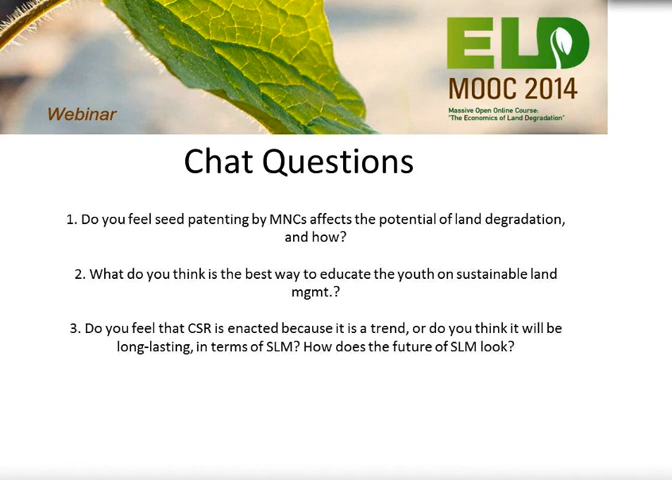 ELD
MOOC 2014
Massive Open Online Course:
"The Economics of Land Degradation"
Webinar
Chat Questions
1. Do you feel seed patenting by MNCs affects the potential of land degradation,
and how?
2. What do you think is the best way to educate the youth on sustainable land
mgmt.?
3. Do you feel that CSR is enacted because it is a trend, or do you think it will be
long-lasting, in terms of SLM? How does the future of SLM look?